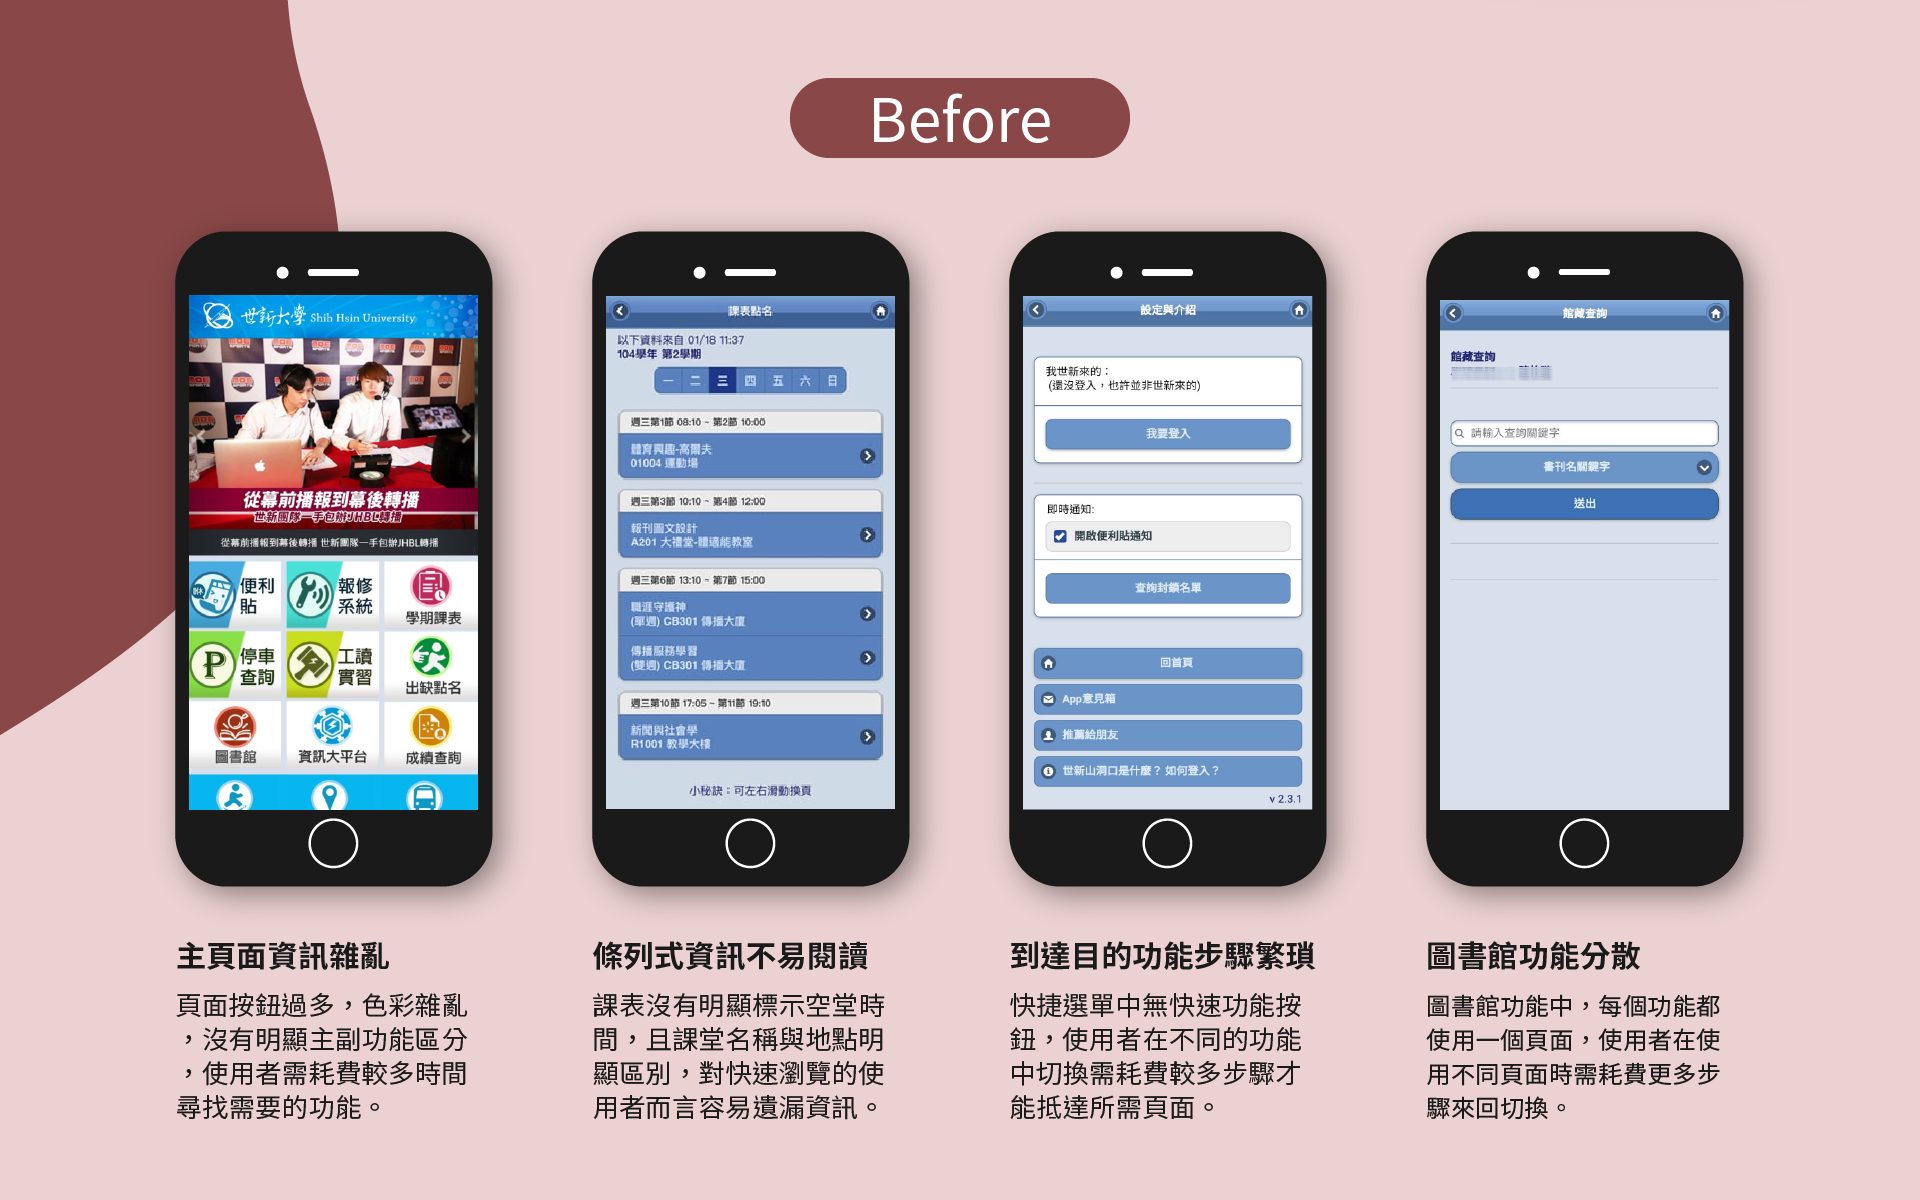 Before
世新大學 Shih Hsin University
從幕前播報到幕後轉播
世新團隊一手包辦JHBL轉播
從幕前播報到幕後轉播 世新團隊一手包辦JHBL轉播
便利貼
報修系統
學期課表
停車查詢
工讀實習
出缺點名
圖書館
資訊大平台
成績查詢
課表點名
以下資料來自 01/18 11:37
104學年 第2學期
一 二 三 四 五 六 日
週三第1節 08:10 ~ 第2節 10:00
體育興趣-高爾夫
01004 運動場
週三第3節 10:10 ~ 第4節 12:00
報刊圖文設計
A201 大禮堂-體適能教室
週三第6節 13:10 ~ 第7節 15:00
職涯守護神
(單週) CB301 傳播大廈
傳播服務學習
(雙週) CB301 傳播大廈
週三第10節 17:05 ~ 第11節 19:10
新聞與社會學
R1001 教學大樓
小秘訣：可左右滑動換頁
設定與介紹
我世新來的：
(還沒登入，也許並非世新來的)
我要登入
即時通知:
開啟便利貼通知
查詢封鎖名單
回首頁
App意見箱
推薦給朋友
世新山洞口是什麼？ 如何登入？
v 2.3.1
館藏查詢
館藏查詢
請輸入查詢關鍵字
書刊名關鍵字
送出
主頁面資訊雜亂
頁面按鈕過多，色彩雜亂
，沒有明顯主副功能區分
，使用者需耗費較多時間
尋找需要的功能。
條列式資訊不易閱讀
課表沒有明顯標示空堂時
間，且課堂名稱與地點明
顯區別，對快速瀏覽的使
用者而言容易遺漏資訊。
到達目的功能步驟繁瑣
快捷選單中無快速功能按
鈕，使用者在不同的功能
中切換需耗費較多步驟才
能抵達所需頁面。
圖書館功能分散
圖書館功能中，每個功能都
使用一個頁面，使用者在使
用不同頁面時需耗費更多步
驟來回切換。